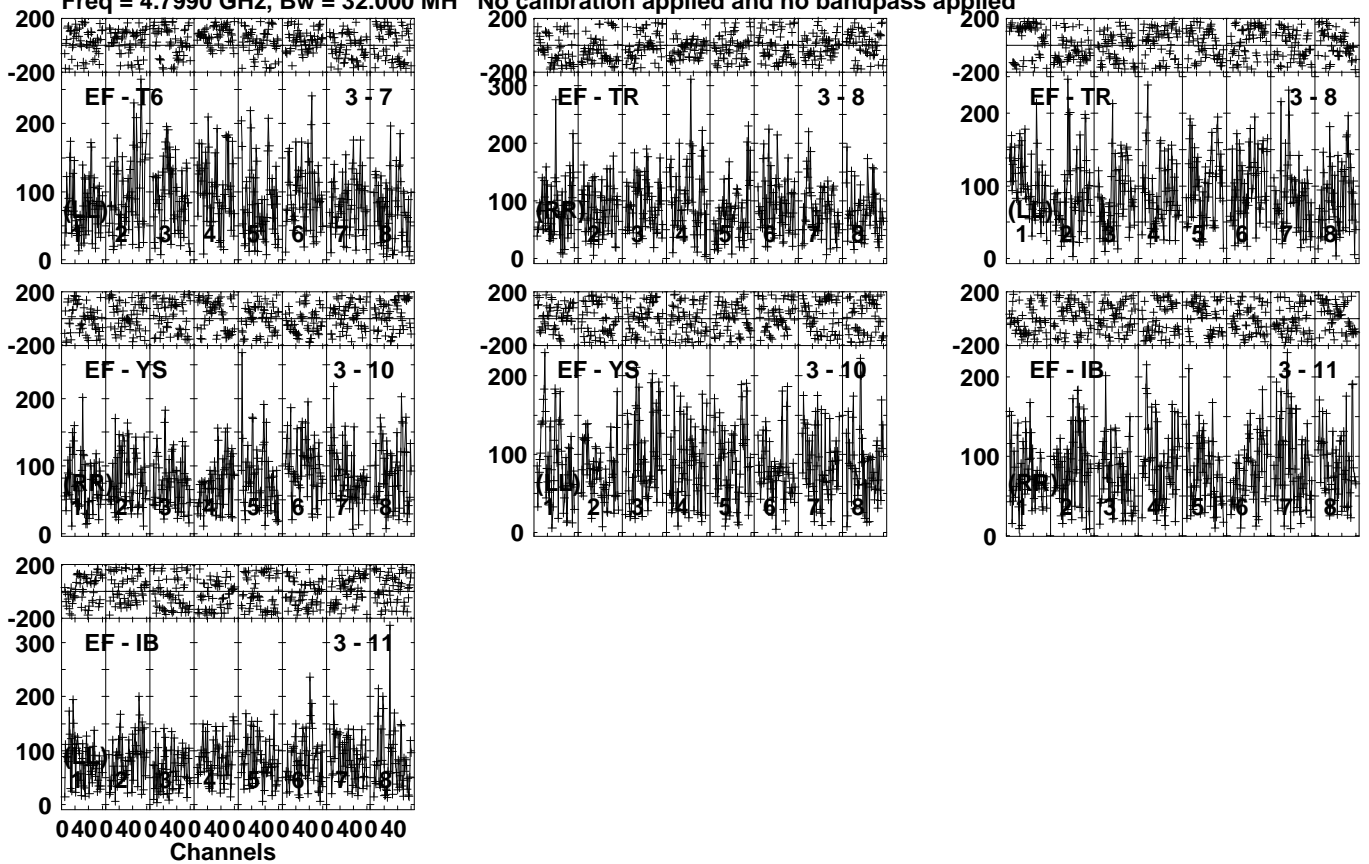 Freq = 4.7990 GHz, Bw = 32.000 MH   No calibration applied and no bandpass applied
200
-200
EF - T6 3 - 7
200
100
(LL)
1 2 3 4 5 6 7 8
0
200
-200
300
EF - TR 3 - 8
200
100
(RR)
1 2 3 4 5 6 7 8
0
200
-200
EF - TR 3 - 8
200
100
(LL)
1 2 3 4 5 6 7 8
0
200
-200
EF - YS 3 - 10
200
100
(RR)
1 2 3 4 5 6 7 8
0
200
-200
EF - YS 3 - 10
200
100
(LL)
1 2 3 4 5 6 7 8
0
200
-200
EF - IB 3 - 11
200
100
(RR)
1 2 3 4 5 6 7 8
0
200
-200
300
EF - IB 3 - 11
200
100
(LL)
1 2 3 4 5 6 7 8
0
0 40 0 40 0 40 0 40 0 40 0 40 0 40 0 40
Channels